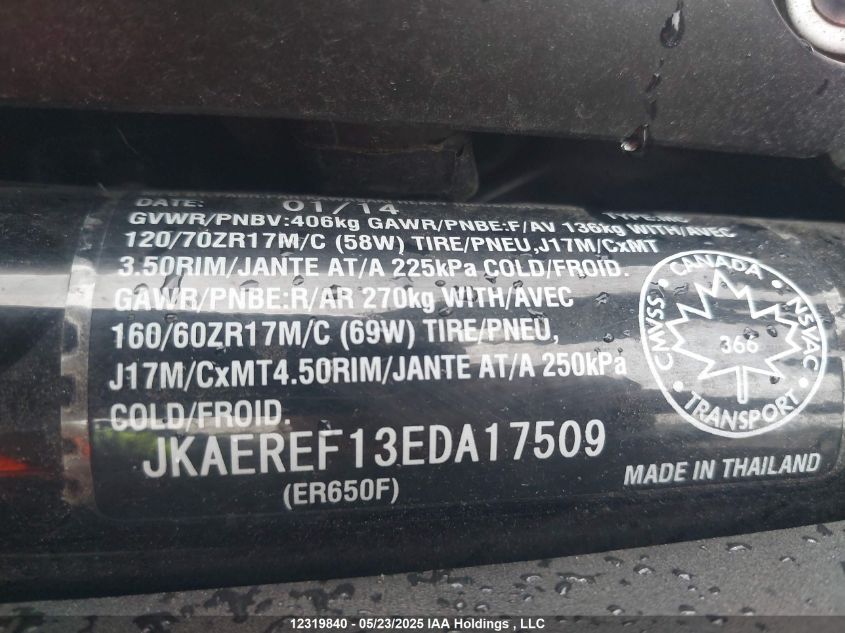 DATE: 01/14
TYPE:MC
GVWR/PNBV:406kg GAWR/PNBE:F/AV 136kg WITH/AVEC
120/70ZR17M/C (58W) TIRE/PNEU,J17M/CxMT
3.50RIM/JANTE AT/A 225kPa COLD/FROID.
GAWR/PNBE:R/AR 270kg WITH/AVEC
160/60ZR17M/C (69W) TIRE/PNEU,
J17M/CxMT4.50RIM/JANTE AT/A 250kPa
COLD/FROID.
CANADA
CMVSS
NSVAC
366
TRANSPORT
JKAEREF13EDA17509
(ER650F)
MADE IN THAILAND
12319840 - 05/23/2025 IAA Holdings , LLC